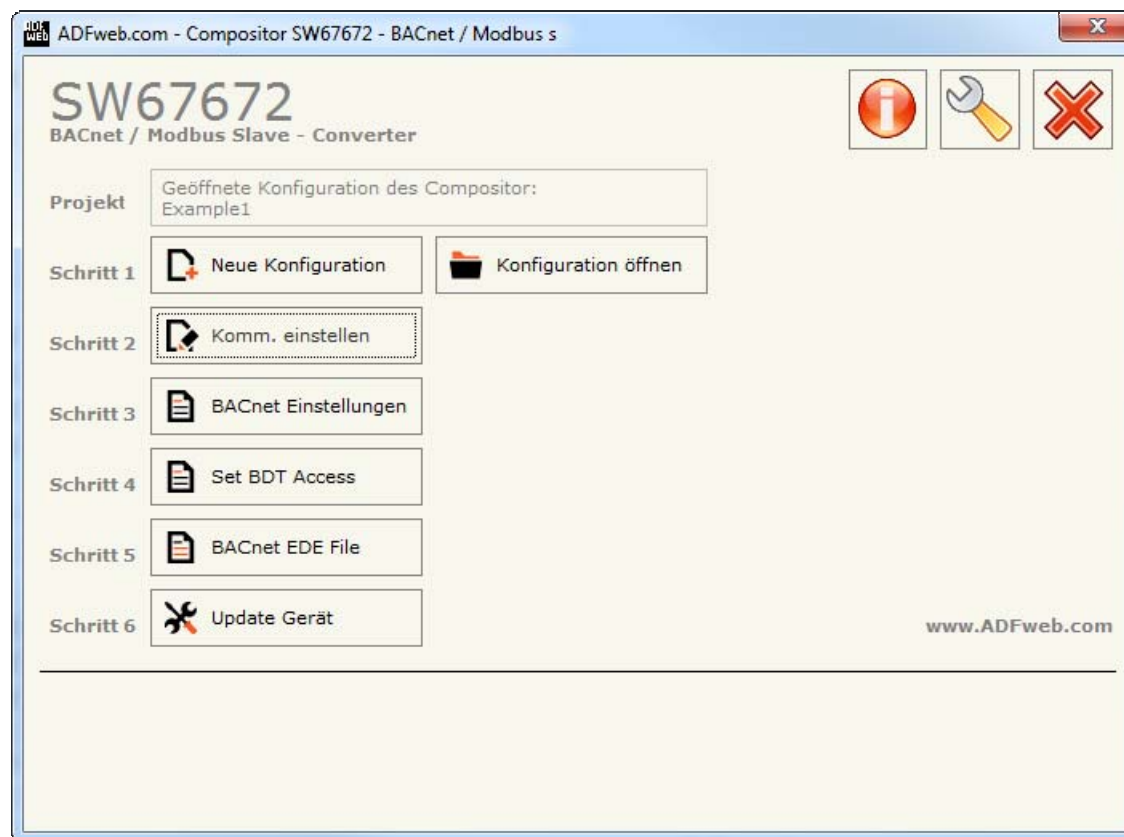 ADF
WEB
ADFweb.com - Compositor SW67672 - BACnet / Modbus s
SW67672
BACnet / Modbus Slave - Converter
Projekt
Geöffnete Konfiguration des Compositor:
Example1
Schritt 1
Neue Konfiguration
Konfiguration öffnen
Schritt 2
Komm. einstellen
Schritt 3
BACnet Einstellungen
Schritt 4
Set BDT Access
Schritt 5
BACnet EDE File
Schritt 6
Update Gerät
www.ADFweb.com